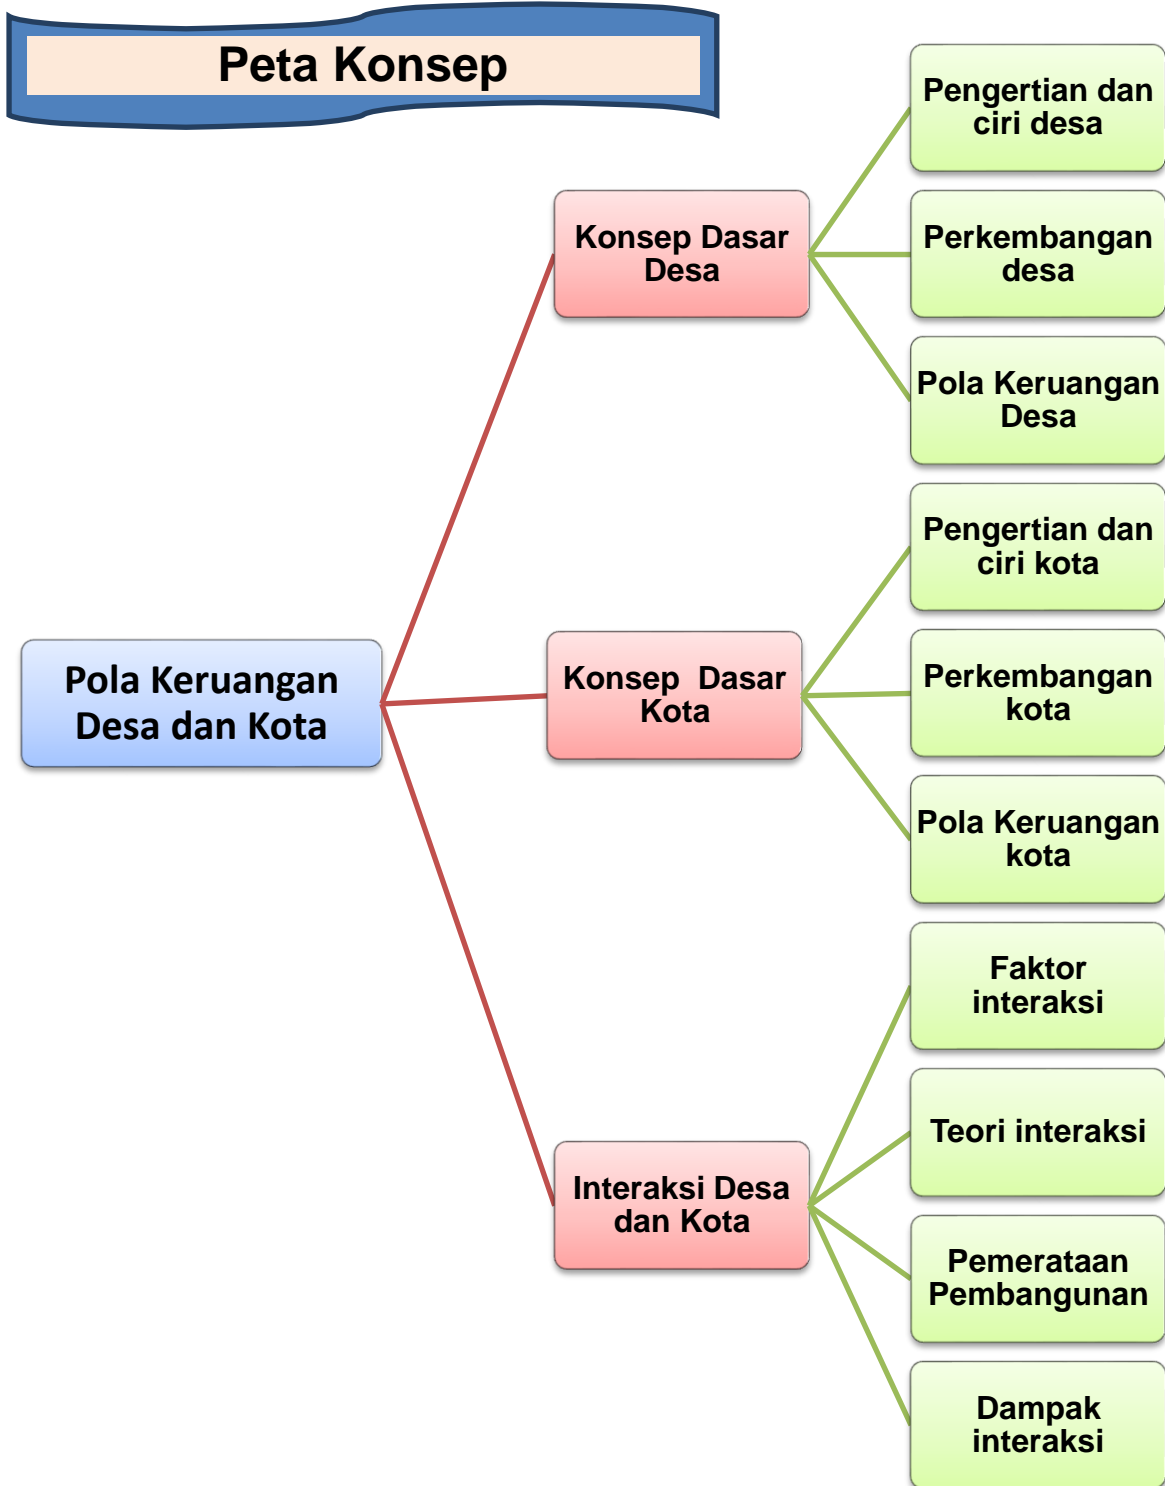 Peta Konsep
Pola Keruangan
Desa dan Kota
Konsep Dasar
Desa
Pengertian dan
ciri desa
Perkembangan
desa
Pola Keruangan
Desa
Konsep  Dasar
Kota
Pengertian dan
ciri kota
Perkembangan
kota
Pola Keruangan
kota
Interaksi Desa
dan Kota
Faktor
interaksi
Teori interaksi
Pemerataan
Pembangunan
Dampak
interaksi